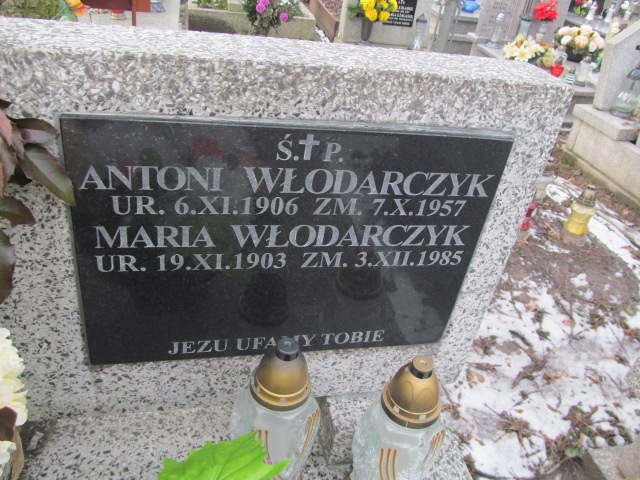 Ś.✝P.
ANTONI WŁODARCZYK
UR. 6.XI.1906 ZM. 7.X.1957
MARIA WŁODARCZYK
UR. 19.XI.1903 ZM. 3.XII.1985
JEZU UFAMY TOBIE